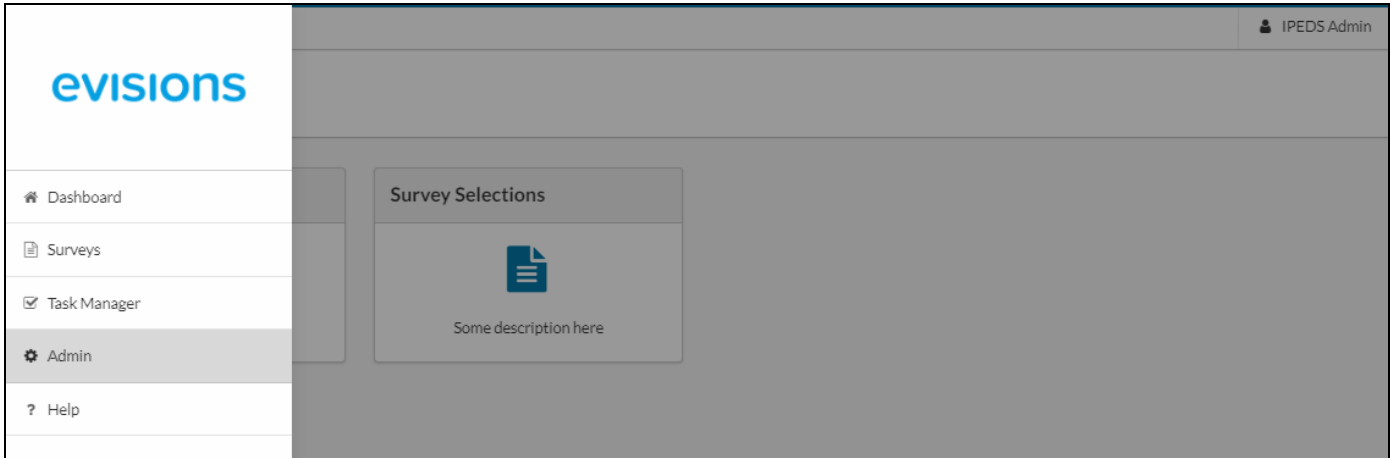 evisions
Dashboard
Surveys
Task Manager
Admin
? Help
IPEDS Admin
Survey Selections
Some description here